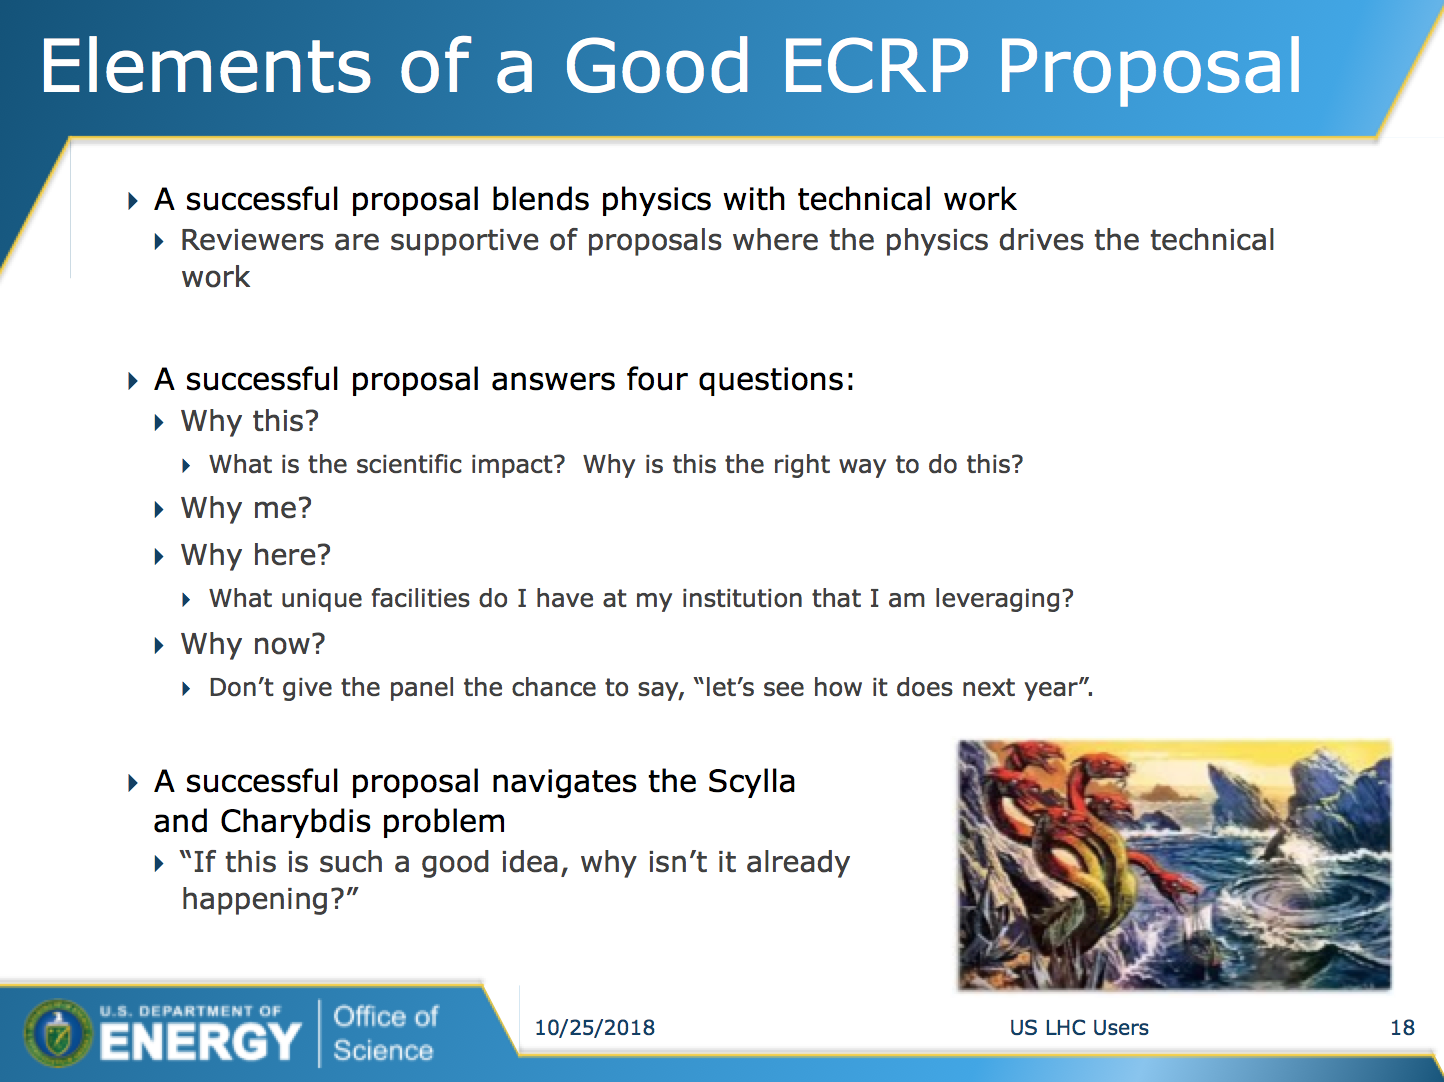 Elements of a Good ECRP Proposal
A successful proposal blends physics with technical work
Reviewers are supportive of proposals where the physics drives the technical
work
A successful proposal answers four questions:
Why this?
What is the scientific impact?  Why is this the right way to do this?
Why me?
Why here?
What unique facilities do I have at my institution that I am leveraging?
Why now?
Don’t give the panel the chance to say, “let’s see how it does next year”.
A successful proposal navigates the Scylla
and Charybdis problem
“If this is such a good idea, why isn’t it already
happening?”
U.S. DEPARTMENT OF
ENERGY
Office of
Science
10/25/2018
US LHC Users
18